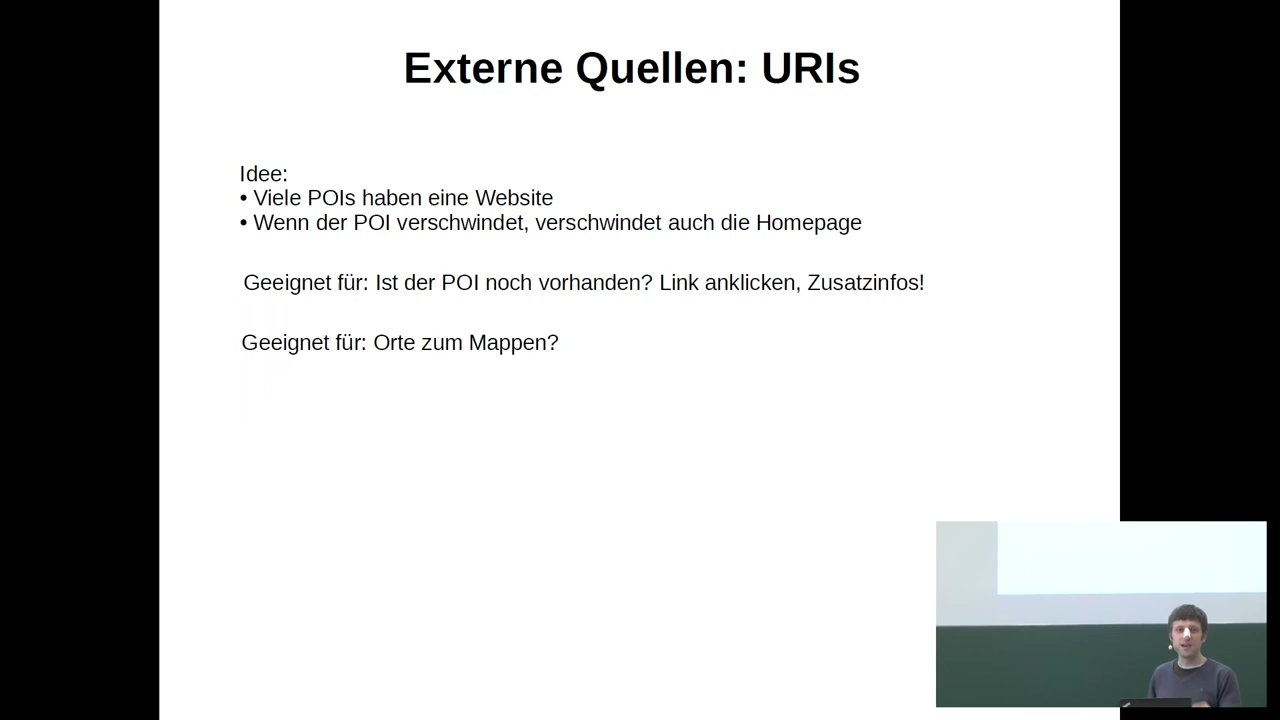 Externe Quellen: URIs
Idee:
• Viele POIs haben eine Website
• Wenn der POI verschwindet, verschwindet auch die Homepage
Geeignet für: Ist der POI noch vorhanden? Link anklicken, Zusatzinfos!
Geeignet für: Orte zum Mappen?